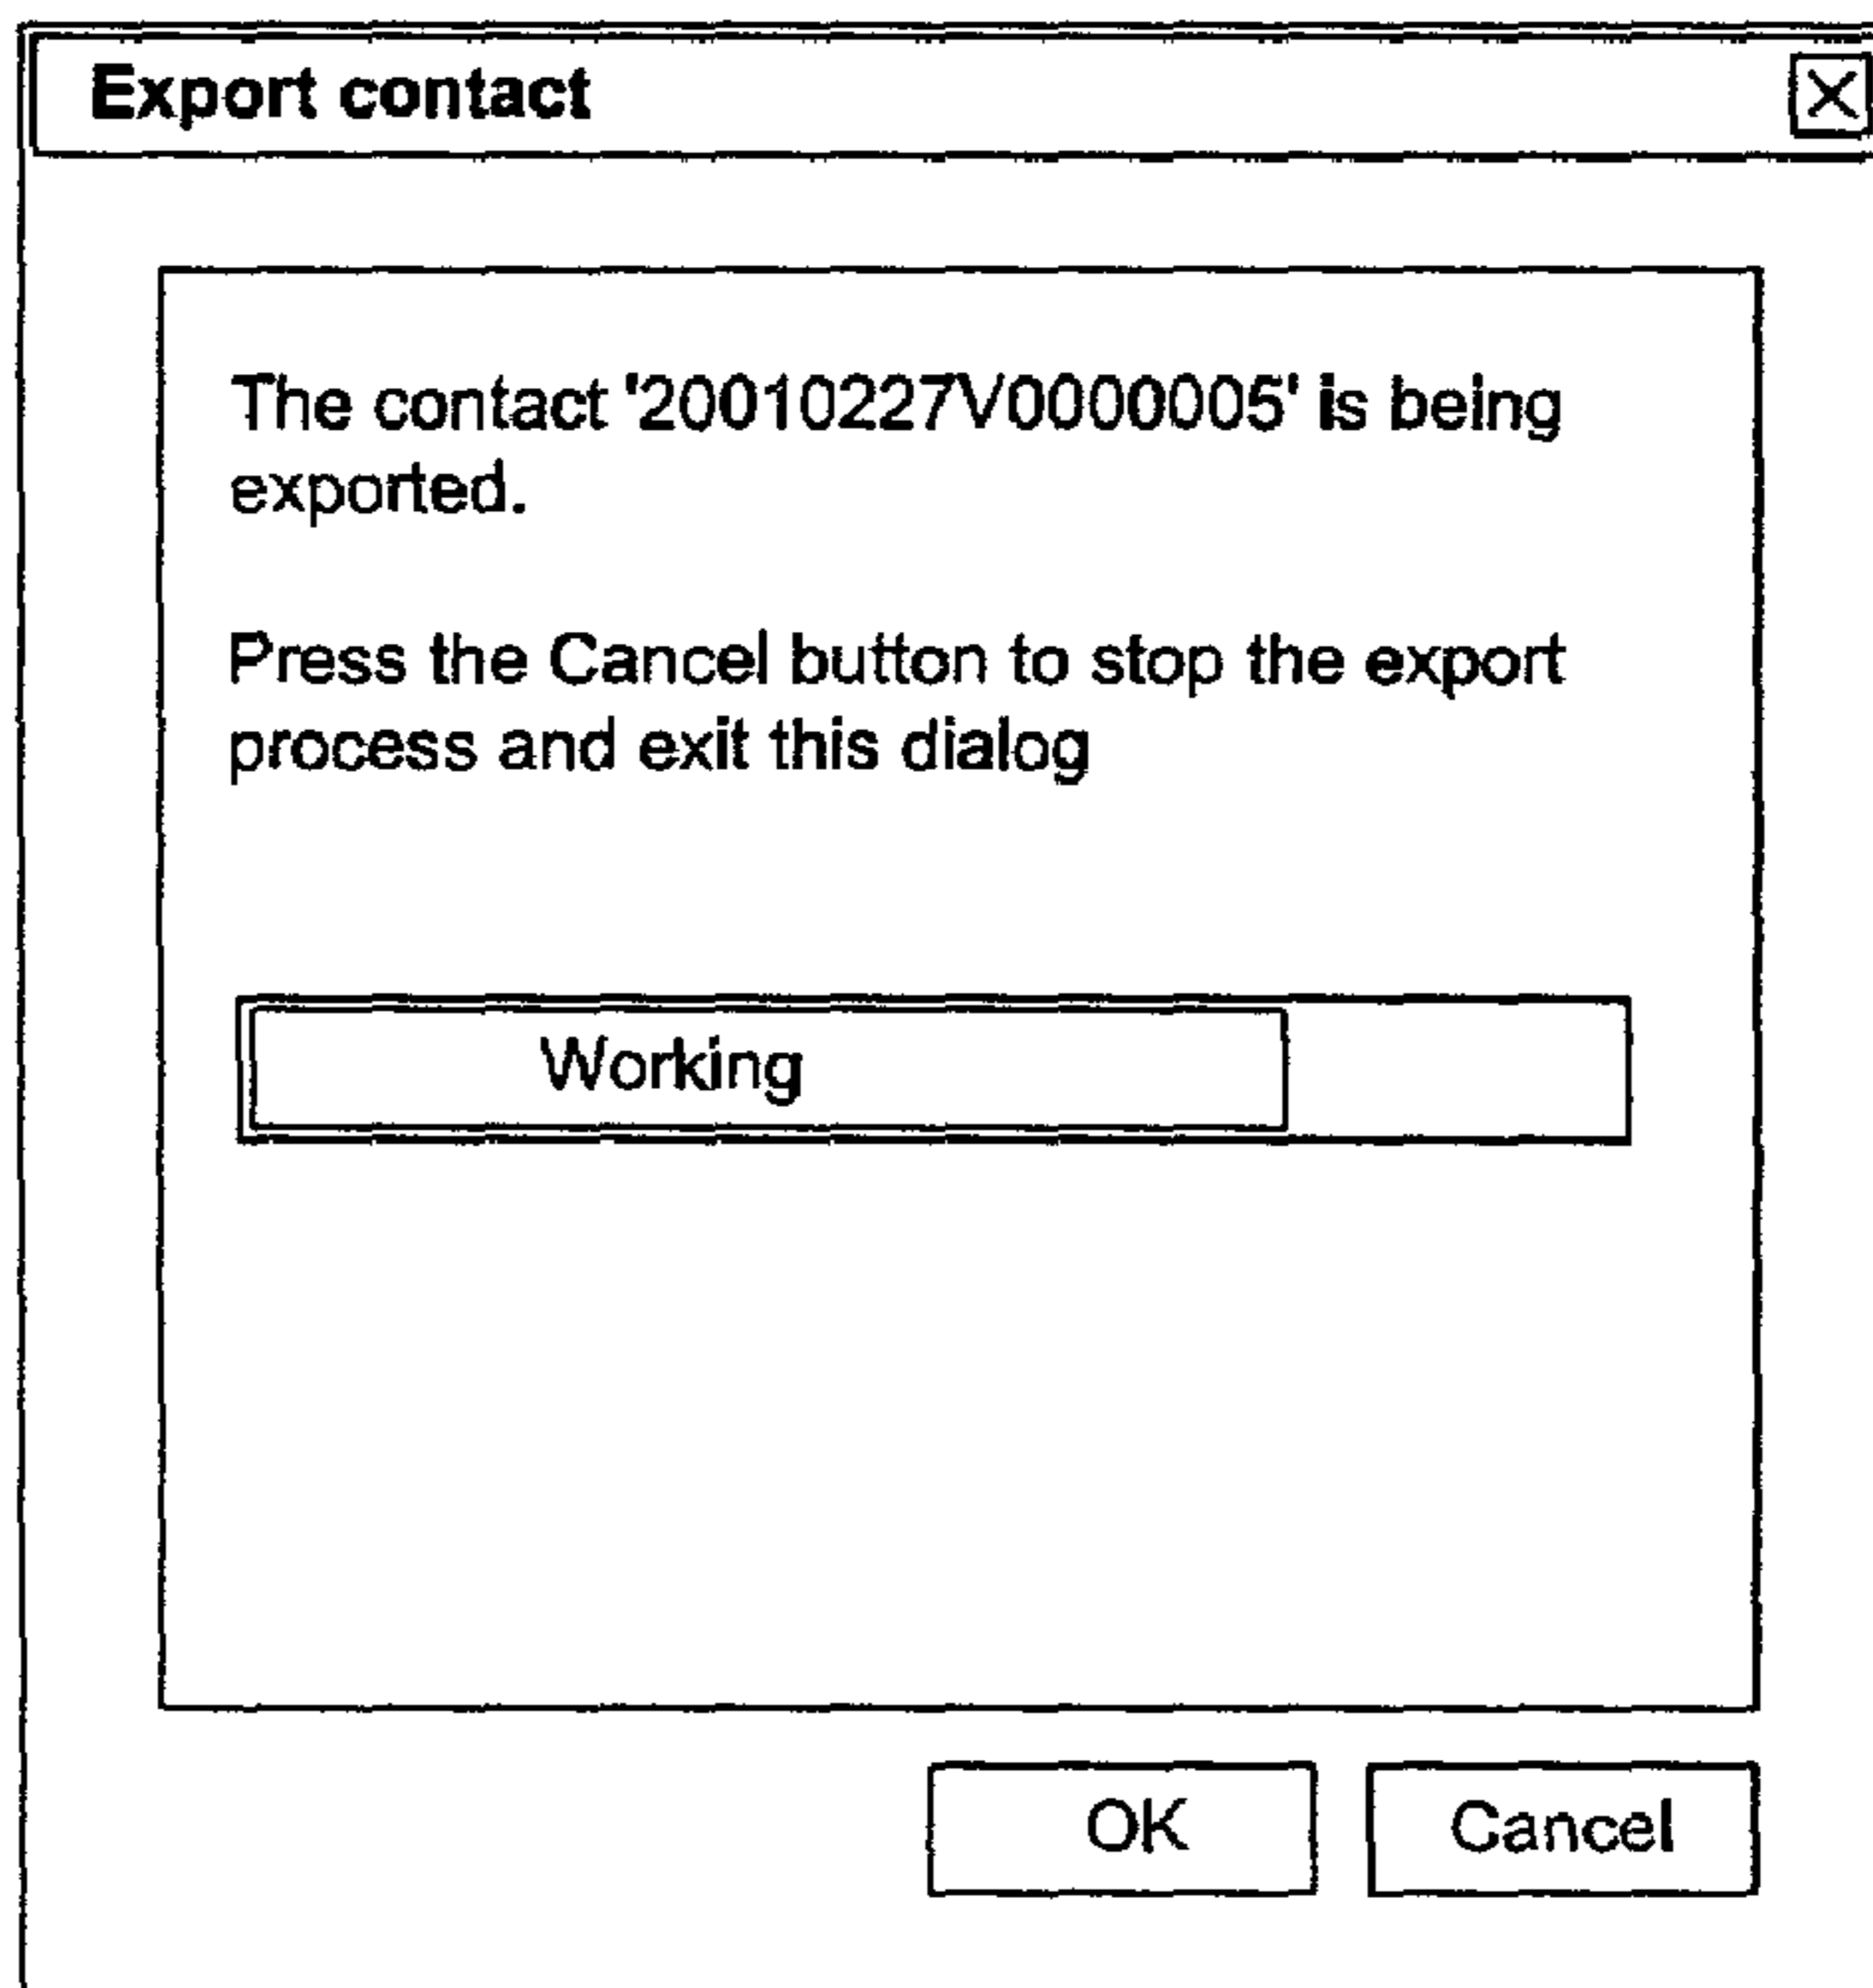 Export contact
The contact '20010227V0000005' is being
exported.
Press the Cancel button to stop the export
process and exit this dialog
Working
OK Cancel